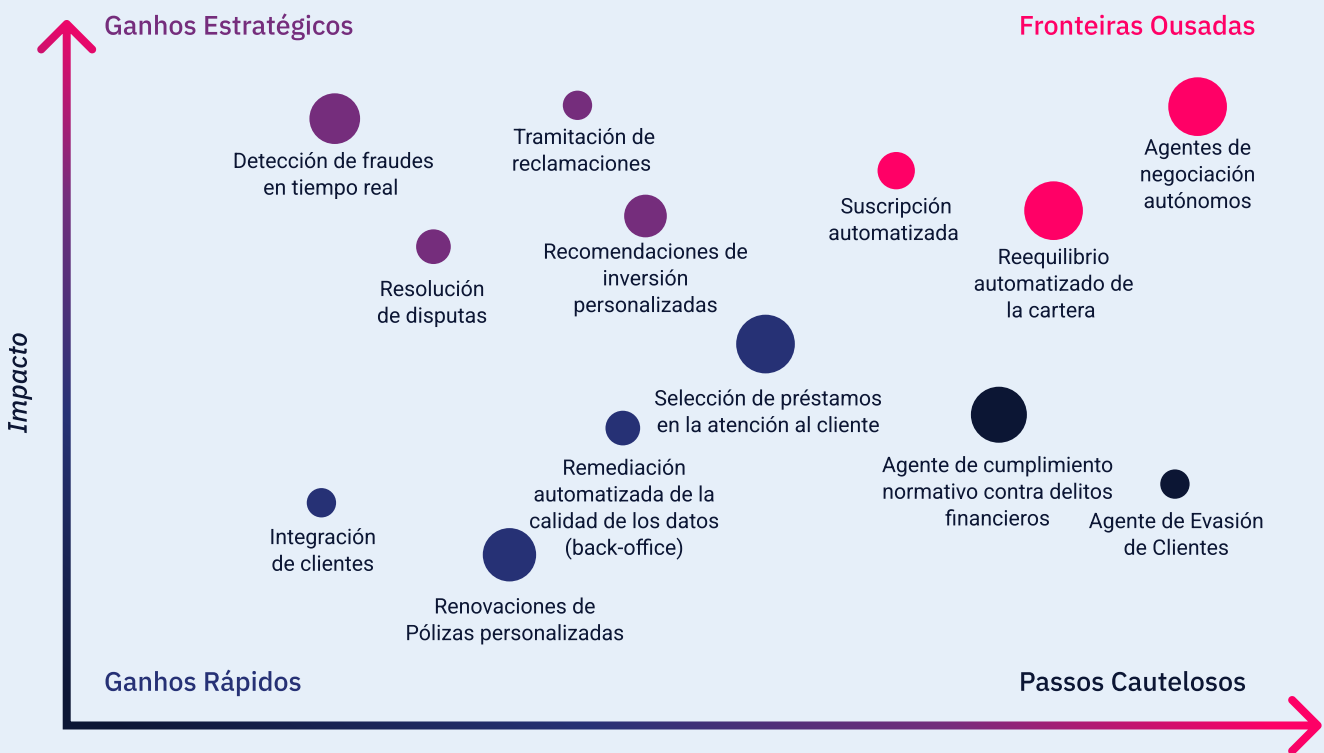 Ganhos Estratégicos
Fronteiras Ousadas
Detección de fraudes
en tiempo real
Tramitación de
reclamaciones
Agentes de
negociación
autónomos
Suscripción
automatizada
Recomendaciones de
inversión
personalizadas
Reequilibrio
automatizado de
la cartera
Resolución
de disputas
Impacto
Selección de préstamos
en la atención al cliente
Remediación
automatizada de la
calidad de los datos
(back-office)
Agente de cumplimiento
normativo contra delitos
financieros
Agente de Evasión
de Clientes
Integración
de clientes
Renovaciones de
Pólizas personalizadas
Ganhos Rápidos
Passos Cautelosos